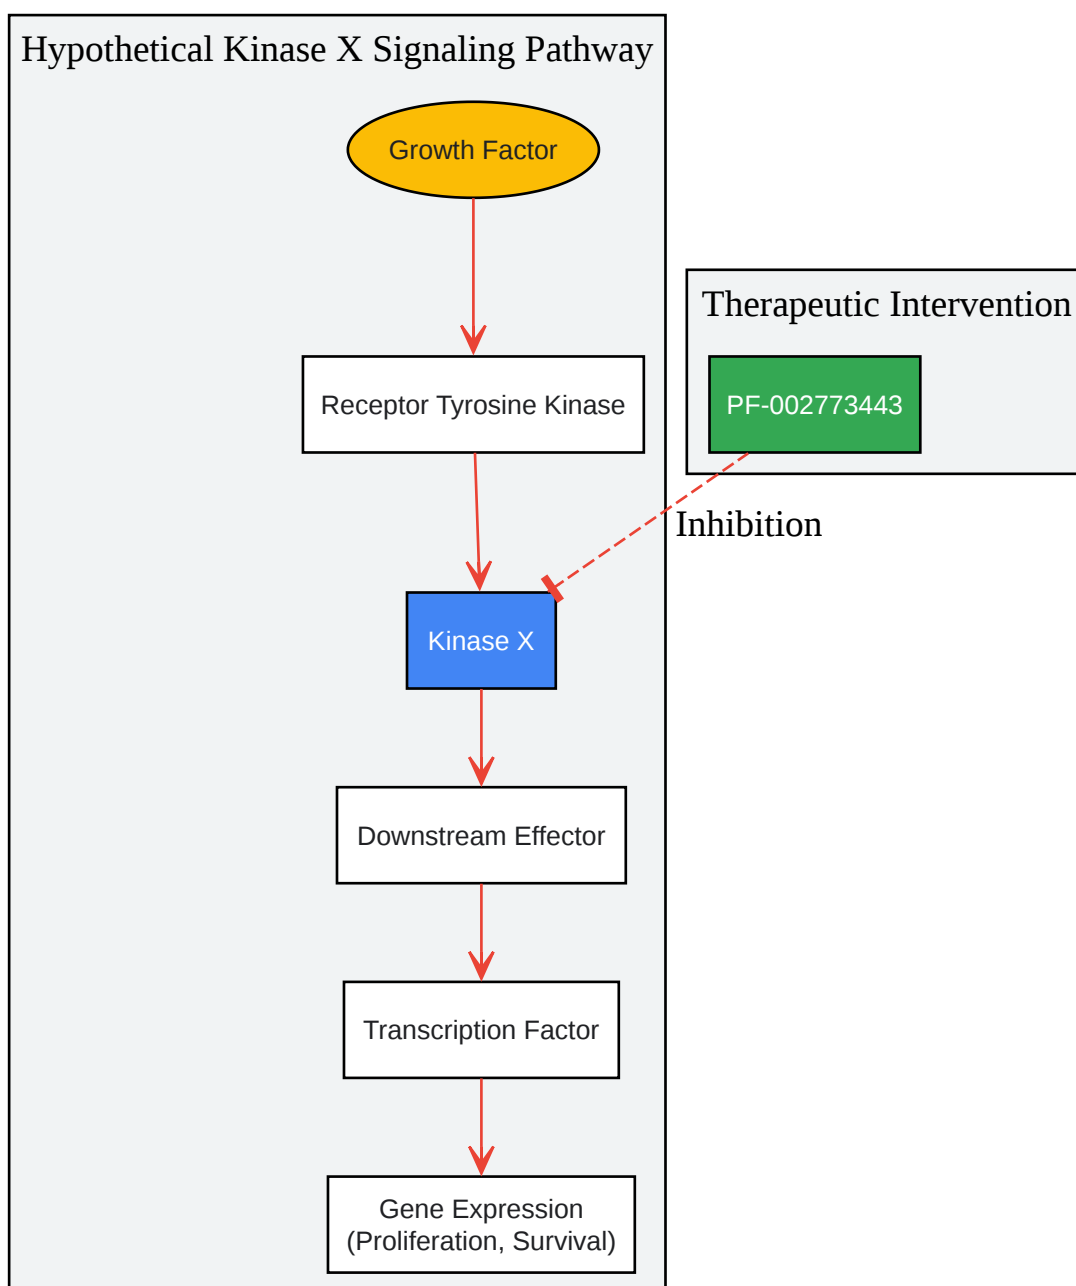 Hypothetical Kinase X Signaling Pathway
Growth Factor
Therapeutic Intervention
Receptor Tyrosine Kinase
PF-002773443
Inhibition
Kinase X
Downstream Effector
Transcription Factor
Gene Expression
(Proliferation, Survival)